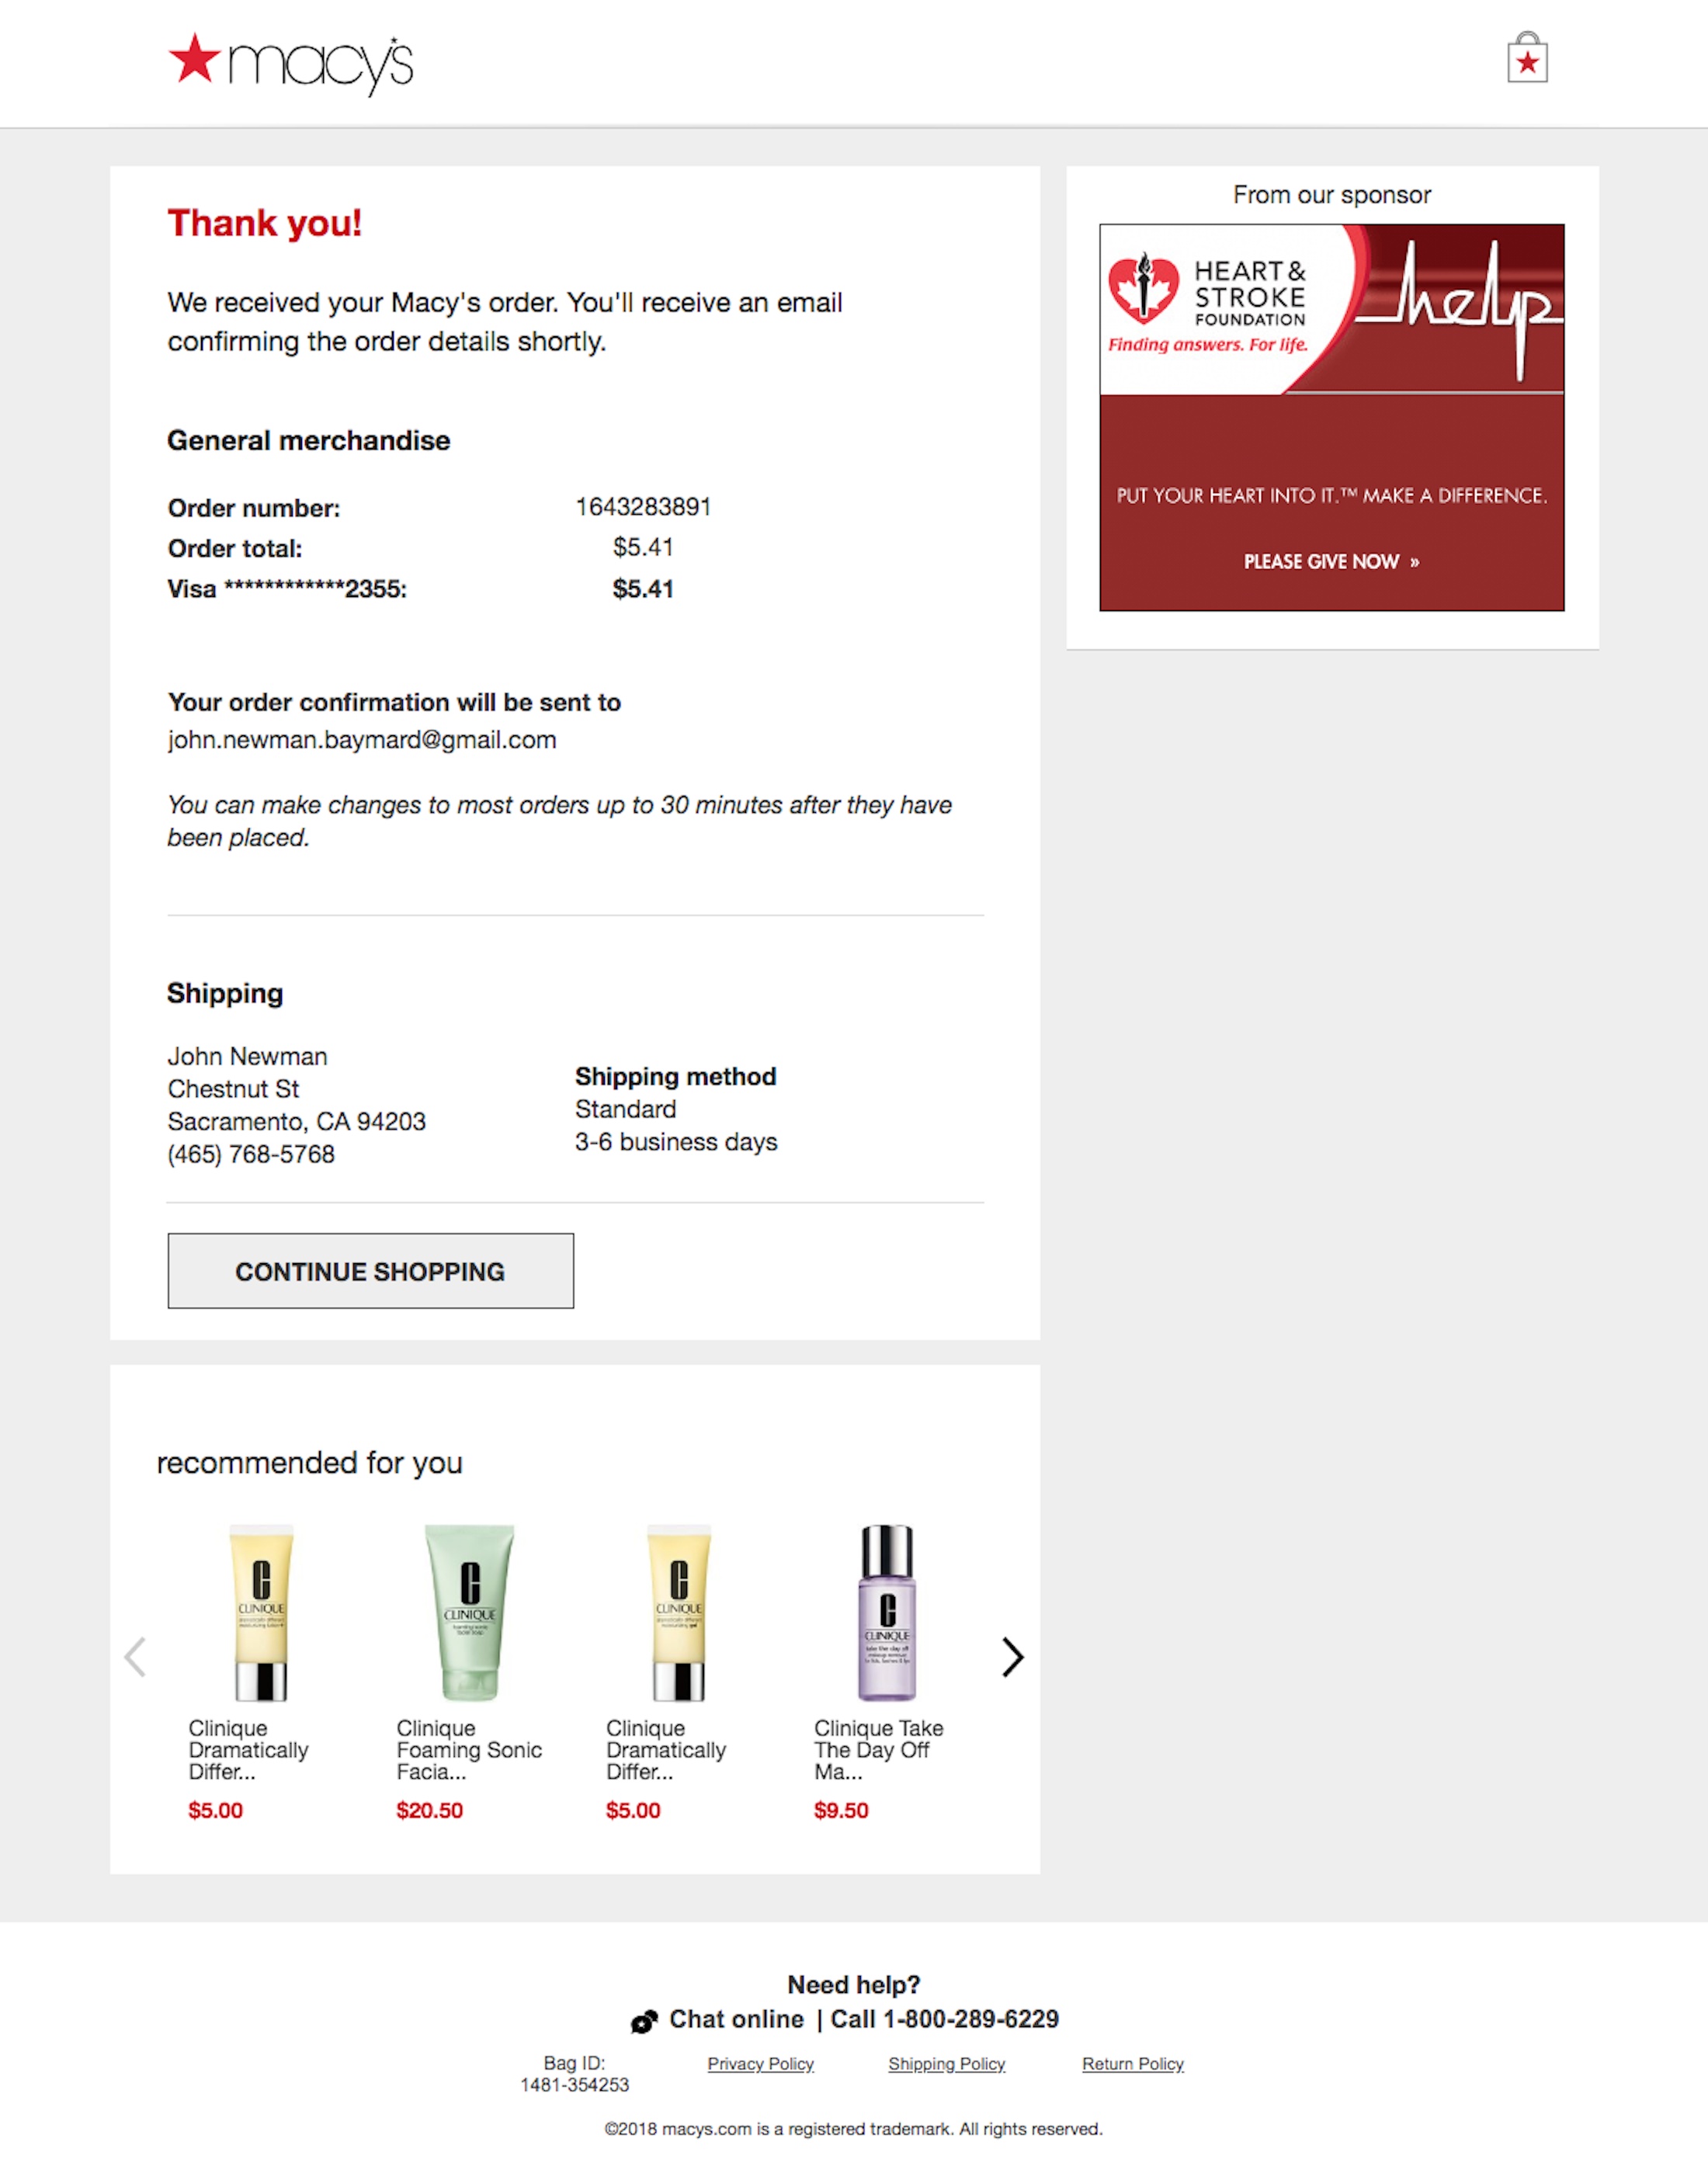 macy's
Thank you!
We received your Macy's order. You'll receive an email
confirming the order details shortly.
General merchandise
Order number: 1643283891
Order total: $5.41
Visa ************2355: $5.41
Your order confirmation will be sent to
john.newman.baymard@gmail.com
You can make changes to most orders up to 30 minutes after they have
been placed.
Shipping
John Newman
Chestnut St
Sacramento, CA 94203
(465) 768-5768
Shipping method
Standard
3-6 business days
CONTINUE SHOPPING
From our sponsor
HEART &
STROKE
FOUNDATION
Finding answers. For life.
help
PUT YOUR HEART INTO IT.™ MAKE A DIFFERENCE.
PLEASE GIVE NOW »
recommended for you
CLINIQUE
CLINIQUE
CLINIQUE
CLINIQUE
Clinique
Dramatically
Differ...
$5.00
Clinique
Foaming Sonic
Facia...
$20.50
Clinique
Dramatically
Differ...
$5.00
Clinique Take
The Day Off
Ma...
$9.50
Need help?
Chat online | Call 1-800-289-6229
Bag ID:
1481-354253
Privacy Policy
Shipping Policy
Return Policy
©2018 macys.com is a registered trademark. All rights reserved.